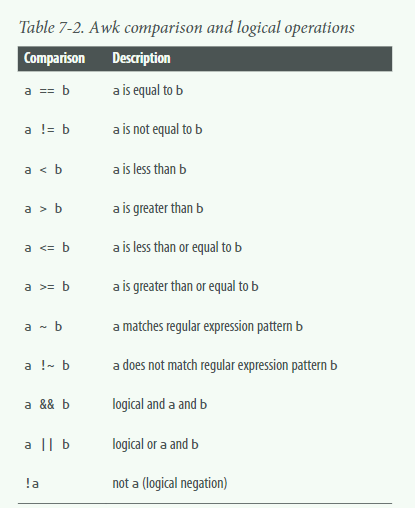 Table 7-2. Awk comparison and logical operations
Comparison Description
a == b a is equal to b
a != b a is not equal to b
a < b a is less than b
a > b a is greater than b
a <= b a is less than or equal to b
a >= b a is greater than or equal to b
a ~ b a matches regular expression pattern b
a !~ b a does not match regular expression pattern b
a && b logical and a and b
a || b logical or a and b
!a not a (logical negation)